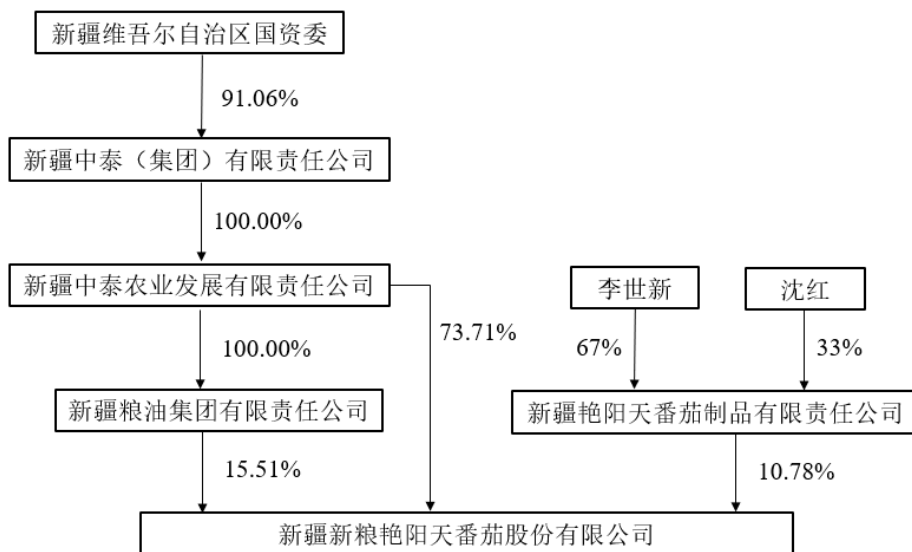 新疆维吾尔自治区国资委
91.06%
新疆中泰（集团）有限责任公司
100.00%
新疆中泰农业发展有限责任公司
李世新
沈红
73.71%
100.00%
67%
33%
新疆粮油集团有限责任公司
新疆艳阳天番茄制品有限责任公司
15.51%
10.78%
新疆新粮艳阳天番茄股份有限公司